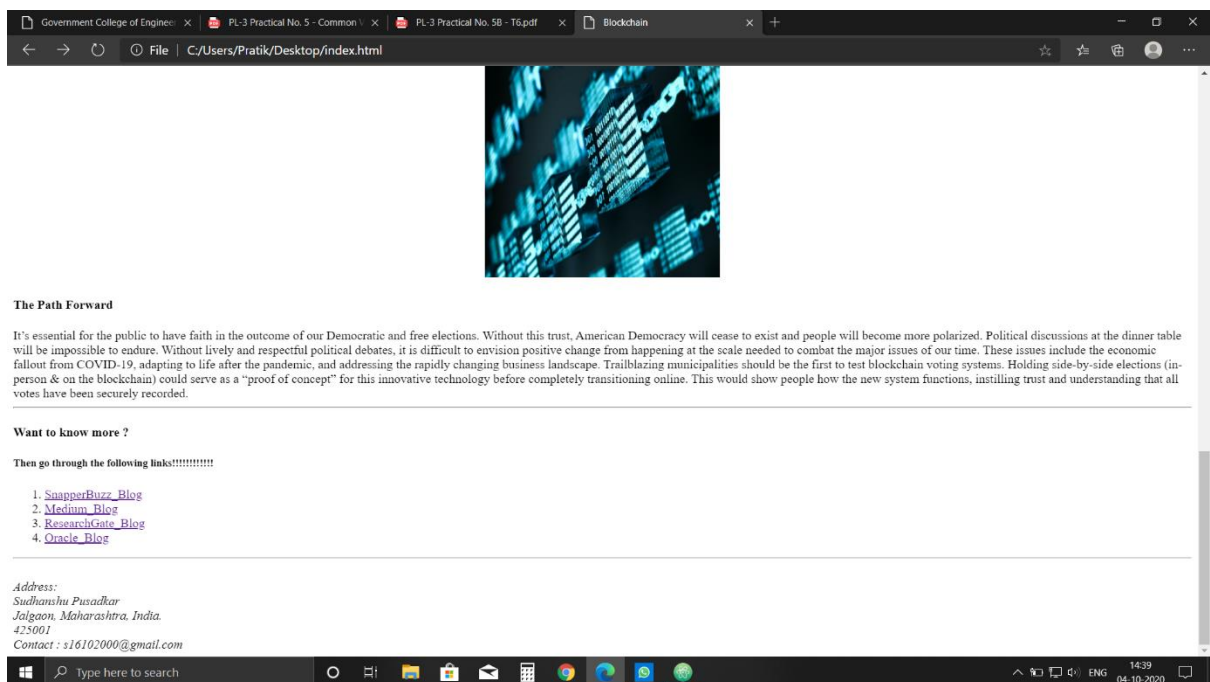 Government College of Enginee
PL-3 Practical No. 5 - Common V
PL-3 Practical No. 5B - T6.pdf
Blockchain
File | C:/Users/Pratik/Desktop/index.html
The Path Forward
It’s essential for the public to have faith in the outcome of our Democratic and free elections. Without this trust, American Democracy will cease to exist and people will become more polarized. Political discussions at the dinner table
will be impossible to endure. Without lively and respectful political debates, it is difficult to envision positive change from happening at the scale needed to combat the major issues of our time. These issues include the economic
fallout from COVID-19, adapting to life after the pandemic, and addressing the rapidly changing business landscape. Trailblazing municipalities should be the first to test blockchain voting systems. Holding side-by-side elections (in-
person & on the blockchain) could serve as a “proof of concept” for this innovative technology before completely transitioning online. This would show people how the new system functions, instilling trust and understanding that all
votes have been securely recorded.
Want to know more ?
Then go through the following links!!!!!!!!!!!!
1. SnapperBuzz_Blog
2. Medium_Blog
3. ResearchGate_Blog
4. Oracle_Blog
Address:
Sudhanshu Pusadkar
Jalgaon, Maharashtra, India.
425001
Contact : s16102000@gmail.com
Type here to search
ENG
14:39
04-10-2020